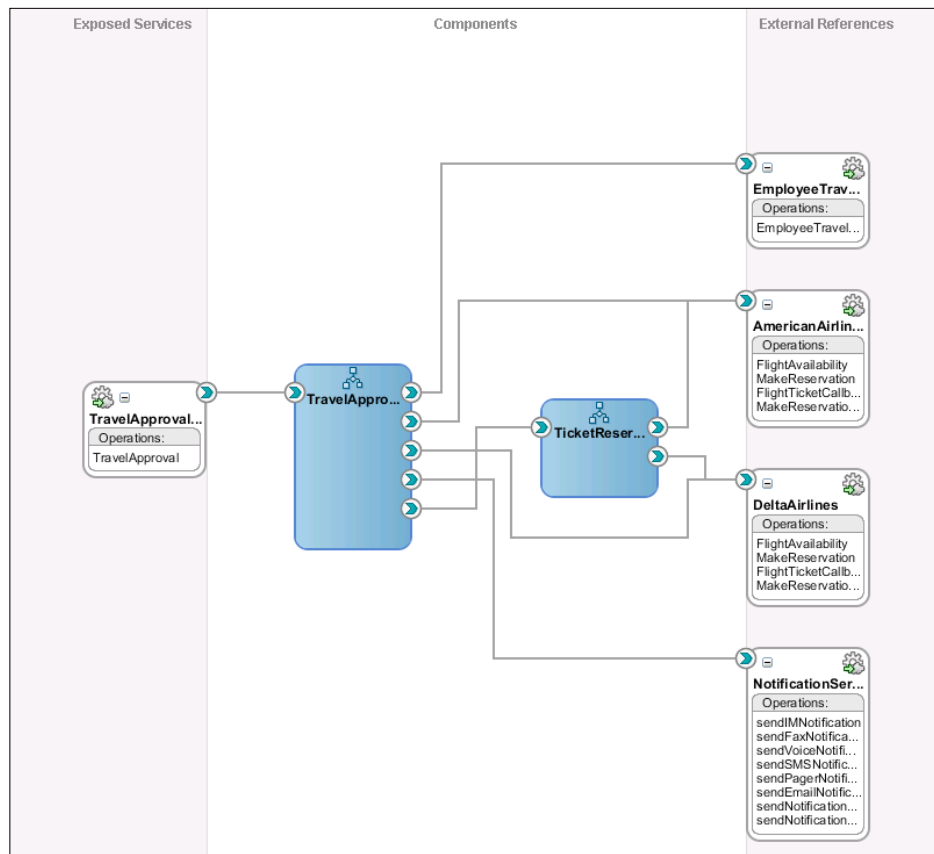 Exposed Services
Components
External References
EmployeeTrav...
Operations:
EmployeeTravel...
AmericanAirlin...
Operations:
FlightAvailability
MakeReservation
FlightTicketCallb...
MakeReservatio...
TravelApproval...
Operations:
TravelApproval
TravelAppro...
TicketReser...
DeltaAirlines
Operations:
FlightAvailability
MakeReservation
FlightTicketCallb...
MakeReservatio...
NotificationSer...
Operations:
sendIMNotification
sendFaxNotifica...
sendVoiceNotifi...
sendSMSNotific...
sendPagerNotifi...
sendEmailNotific...
sendNotification...
sendNotification...